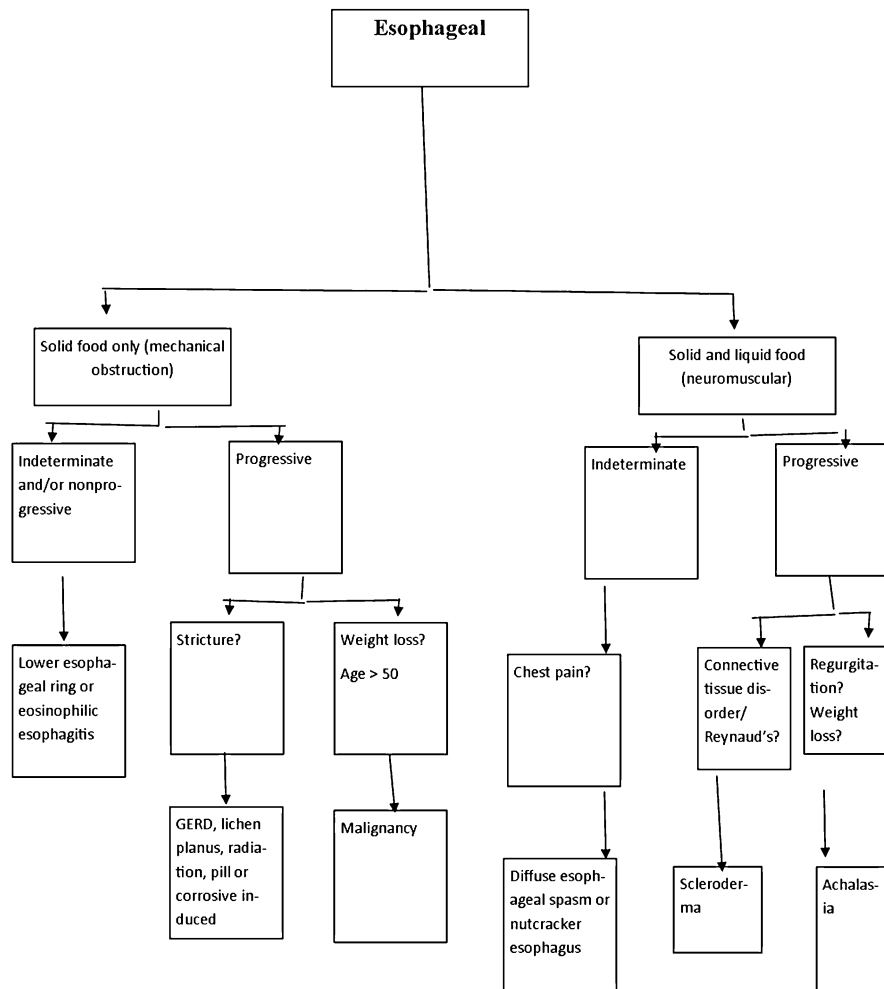 Esophageal
Solid food only (mechanical
obstruction)
Solid and liquid food
(neuromuscular)
Indeterminate
and/or nonpro-
gressive
Progressive
Indeterminate
Progressive
Lower esopha-
geal ring or
eosinophilic
esophagitis
Stricture?
Weight loss?
Age > 50
Chest pain?
Connective
tissue dis-
order/
Reynaud's?
Regurgita-
tion?
Weight
loss?
GERD, lichen
planus, radia-
tion, pill or
corrosive in-
duced
Malignancy
Diffuse esoph-
ageal spasm or
nutcracker
esophagus
Scleroder-
ma
Achalas-
ia